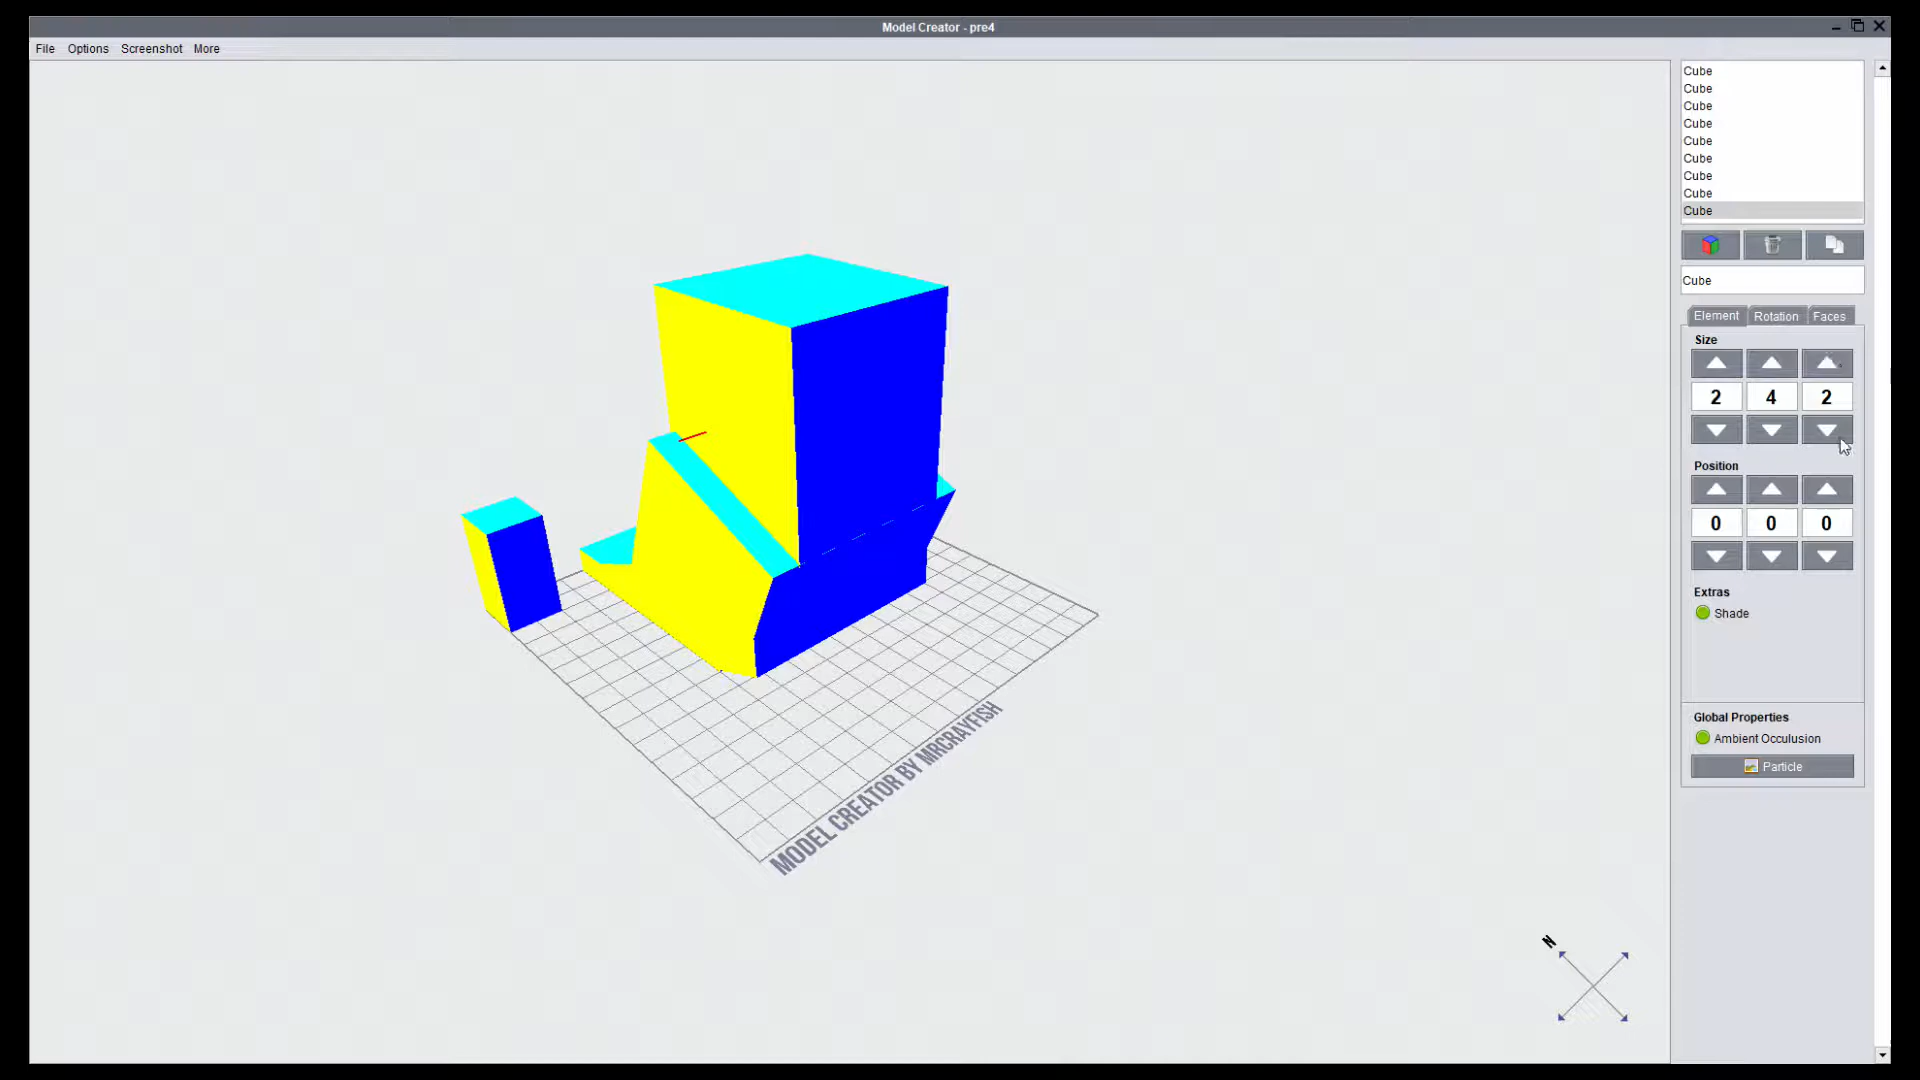 Model Creator - pre4
File Options Screenshot More
Cube
Cube
Cube
Cube
Cube
Cube
Cube
Cube
Cube
Cube
Element Rotation Faces
Size
2 4 2
Position
0 0 0
Extras
Shade
Global Properties
Ambient Occulusion
Particle
MODEL CREATOR BY MRCRAYFISH
N